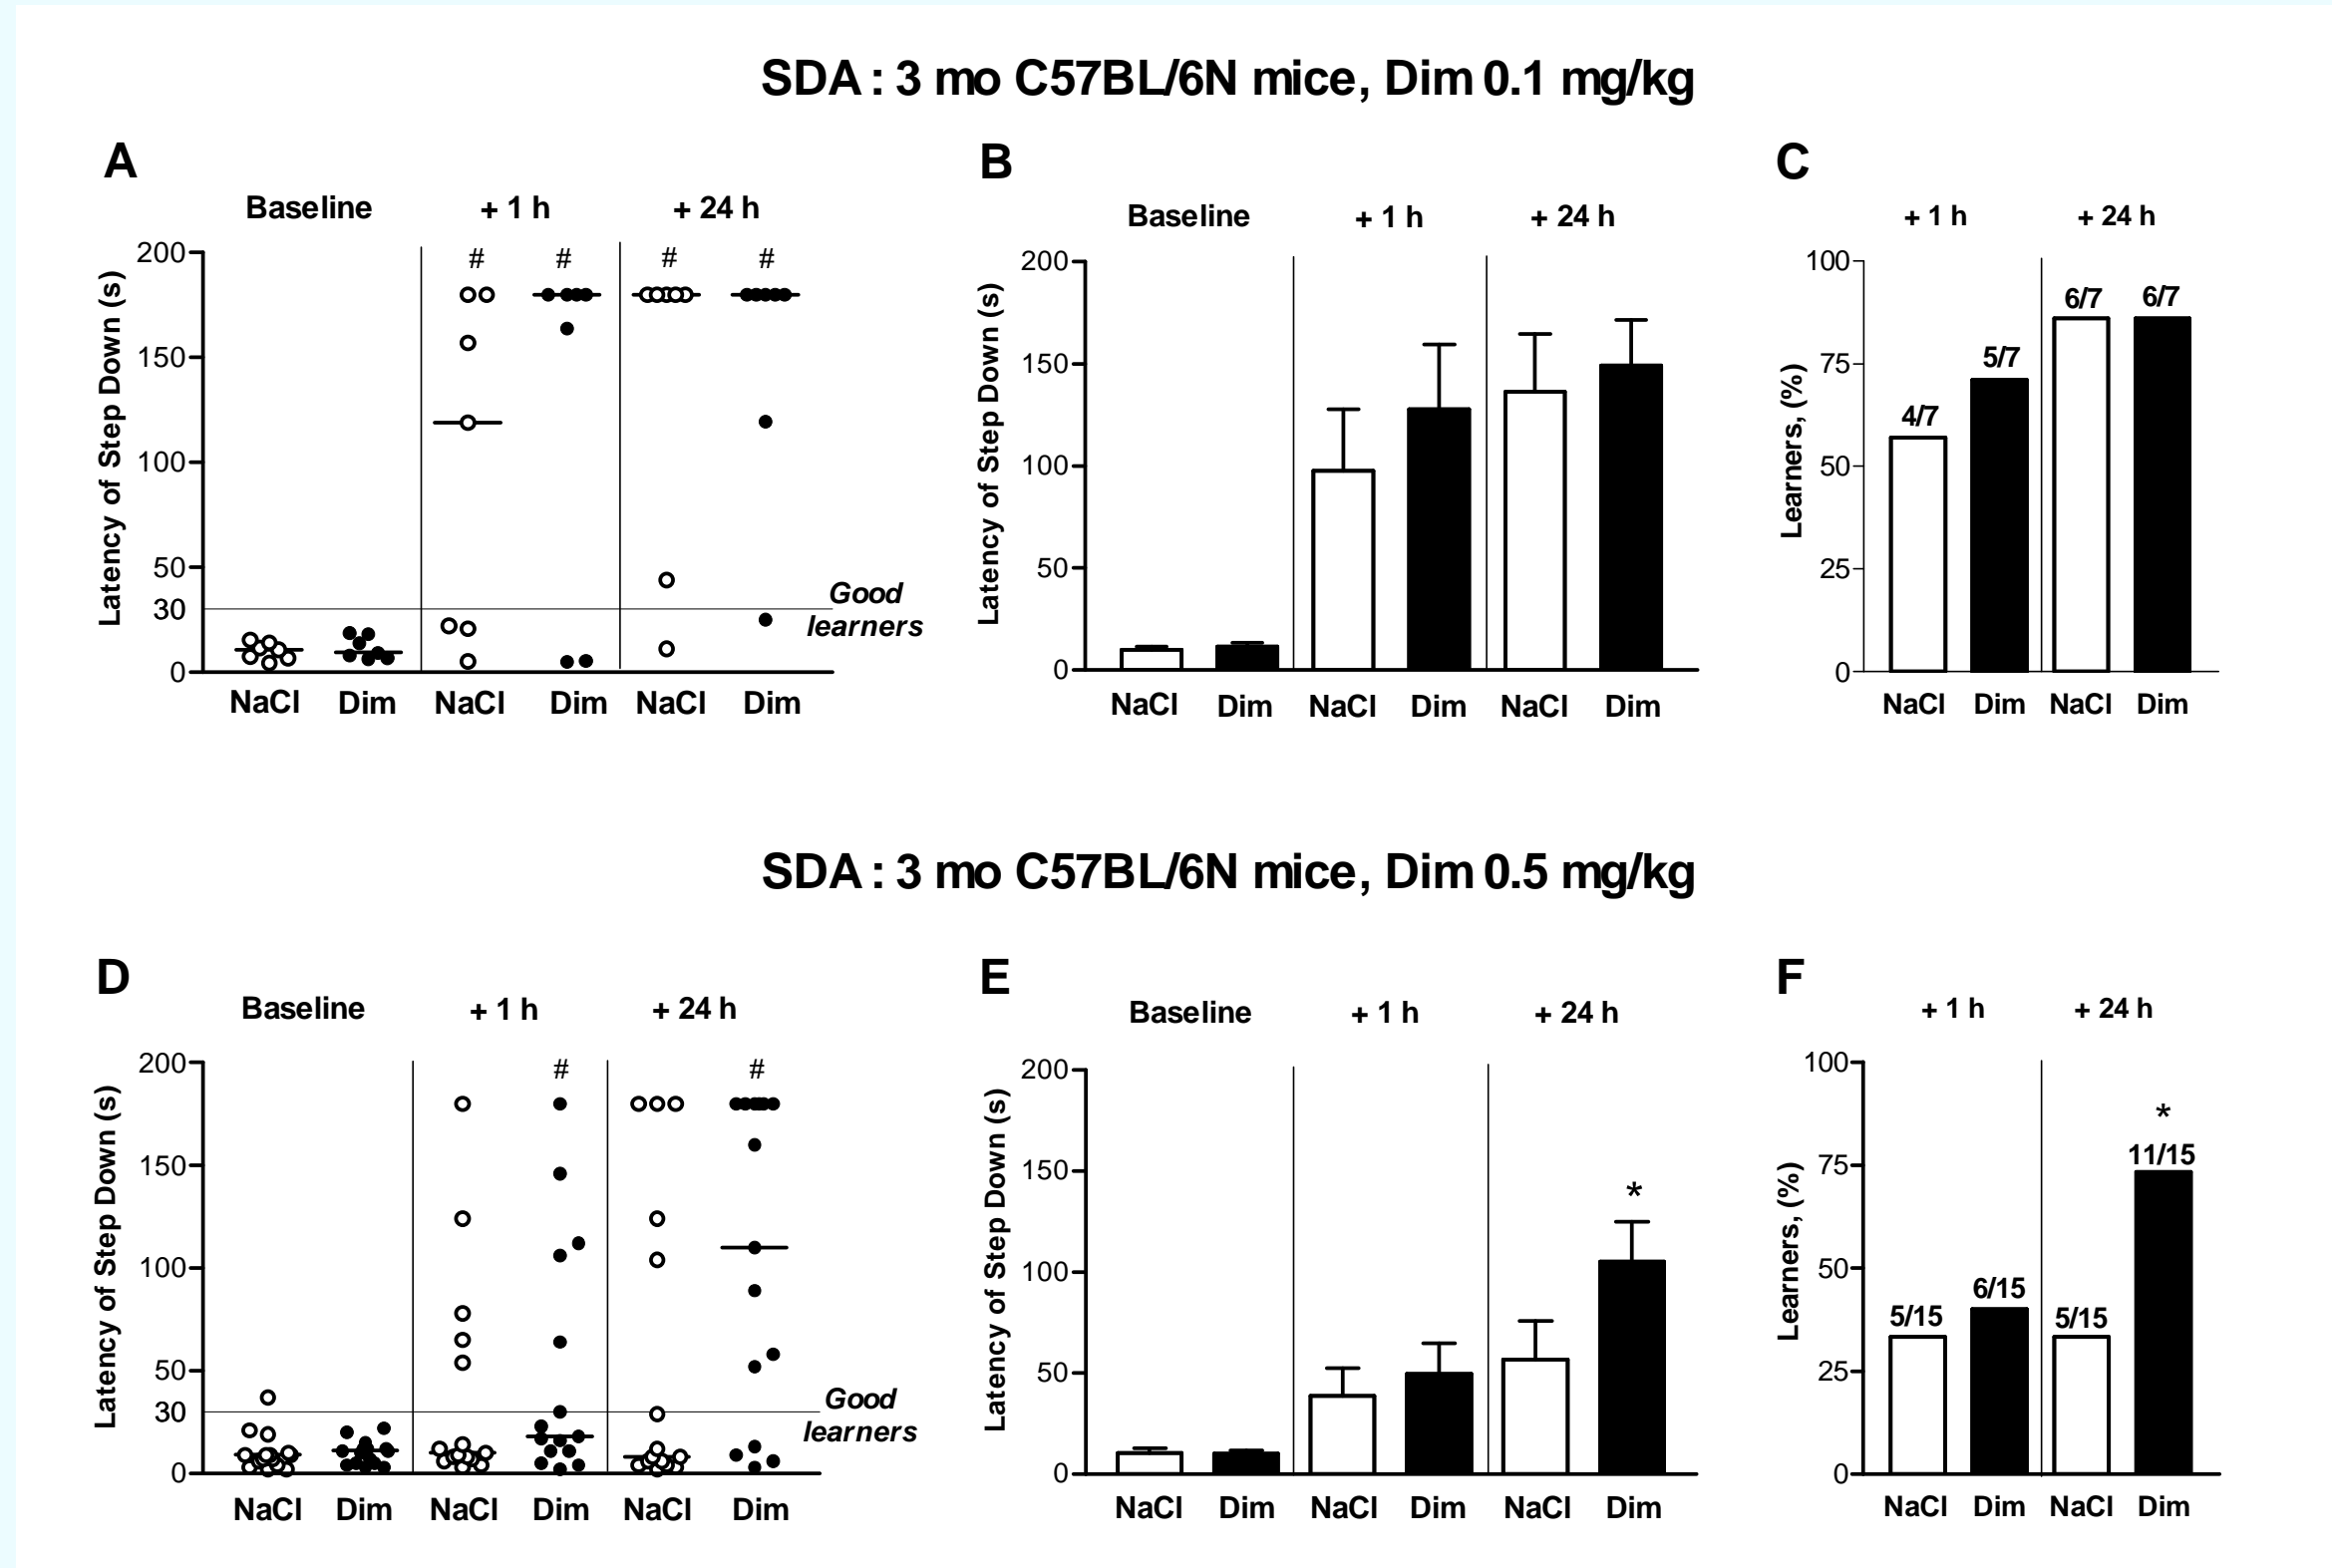 SDA : 3 mo C57BL/6N mice, Dim 0.1 mg/kg
A
Baseline
+ 1 h
+ 24 h
Latency of Step Down (s)
200
150
100
50
30
0
# # # #
Good
learners
NaCl Dim NaCl Dim NaCl Dim
B
Baseline
+ 1 h
+ 24 h
Latency of Step Down (s)
200
150
100
50
0
NaCl Dim NaCl Dim NaCl Dim
C
+ 1 h
+ 24 h
Learners, (%)
100
75
50
25
0
4/7
5/7
6/7
6/7
NaCl Dim NaCl Dim
SDA : 3 mo C57BL/6N mice, Dim 0.5 mg/kg
D
Baseline
+ 1 h
+ 24 h
Latency of Step Down (s)
200
150
100
50
30
0
# #
Good
learners
NaCl Dim NaCl Dim NaCl Dim
E
Baseline
+ 1 h
+ 24 h
Latency of Step Down (s)
200
150
100
50
0
*
NaCl Dim NaCl Dim NaCl Dim
F
+ 1 h
+ 24 h
Learners, (%)
100
75
50
25
0
5/15
6/15
5/15
*
11/15
NaCl Dim NaCl Dim